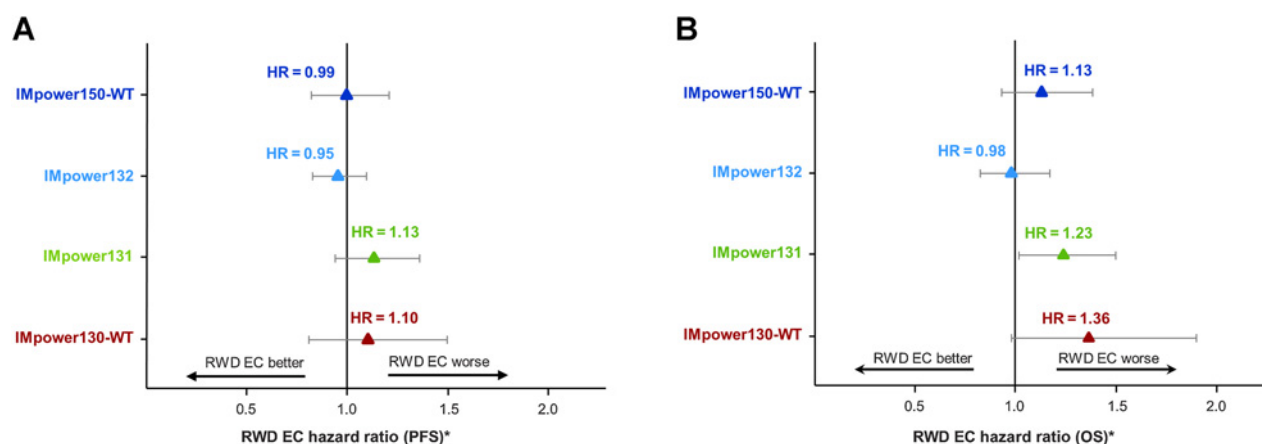 A
HR = 0.99
IMpower150-WT
HR = 0.95
IMpower132
HR = 1.13
IMpower131
HR = 1.10
IMpower130-WT
RWD EC better
RWD EC worse
0.5
1.0
1.5
2.0
RWD EC hazard ratio (PFS)*
B
HR = 1.13
IMpower150-WT
HR = 0.98
IMpower132
HR = 1.23
IMpower131
HR = 1.36
IMpower130-WT
RWD EC better
RWD EC worse
0.5
1.0
1.5
2.0
RWD EC hazard ratio (OS)*